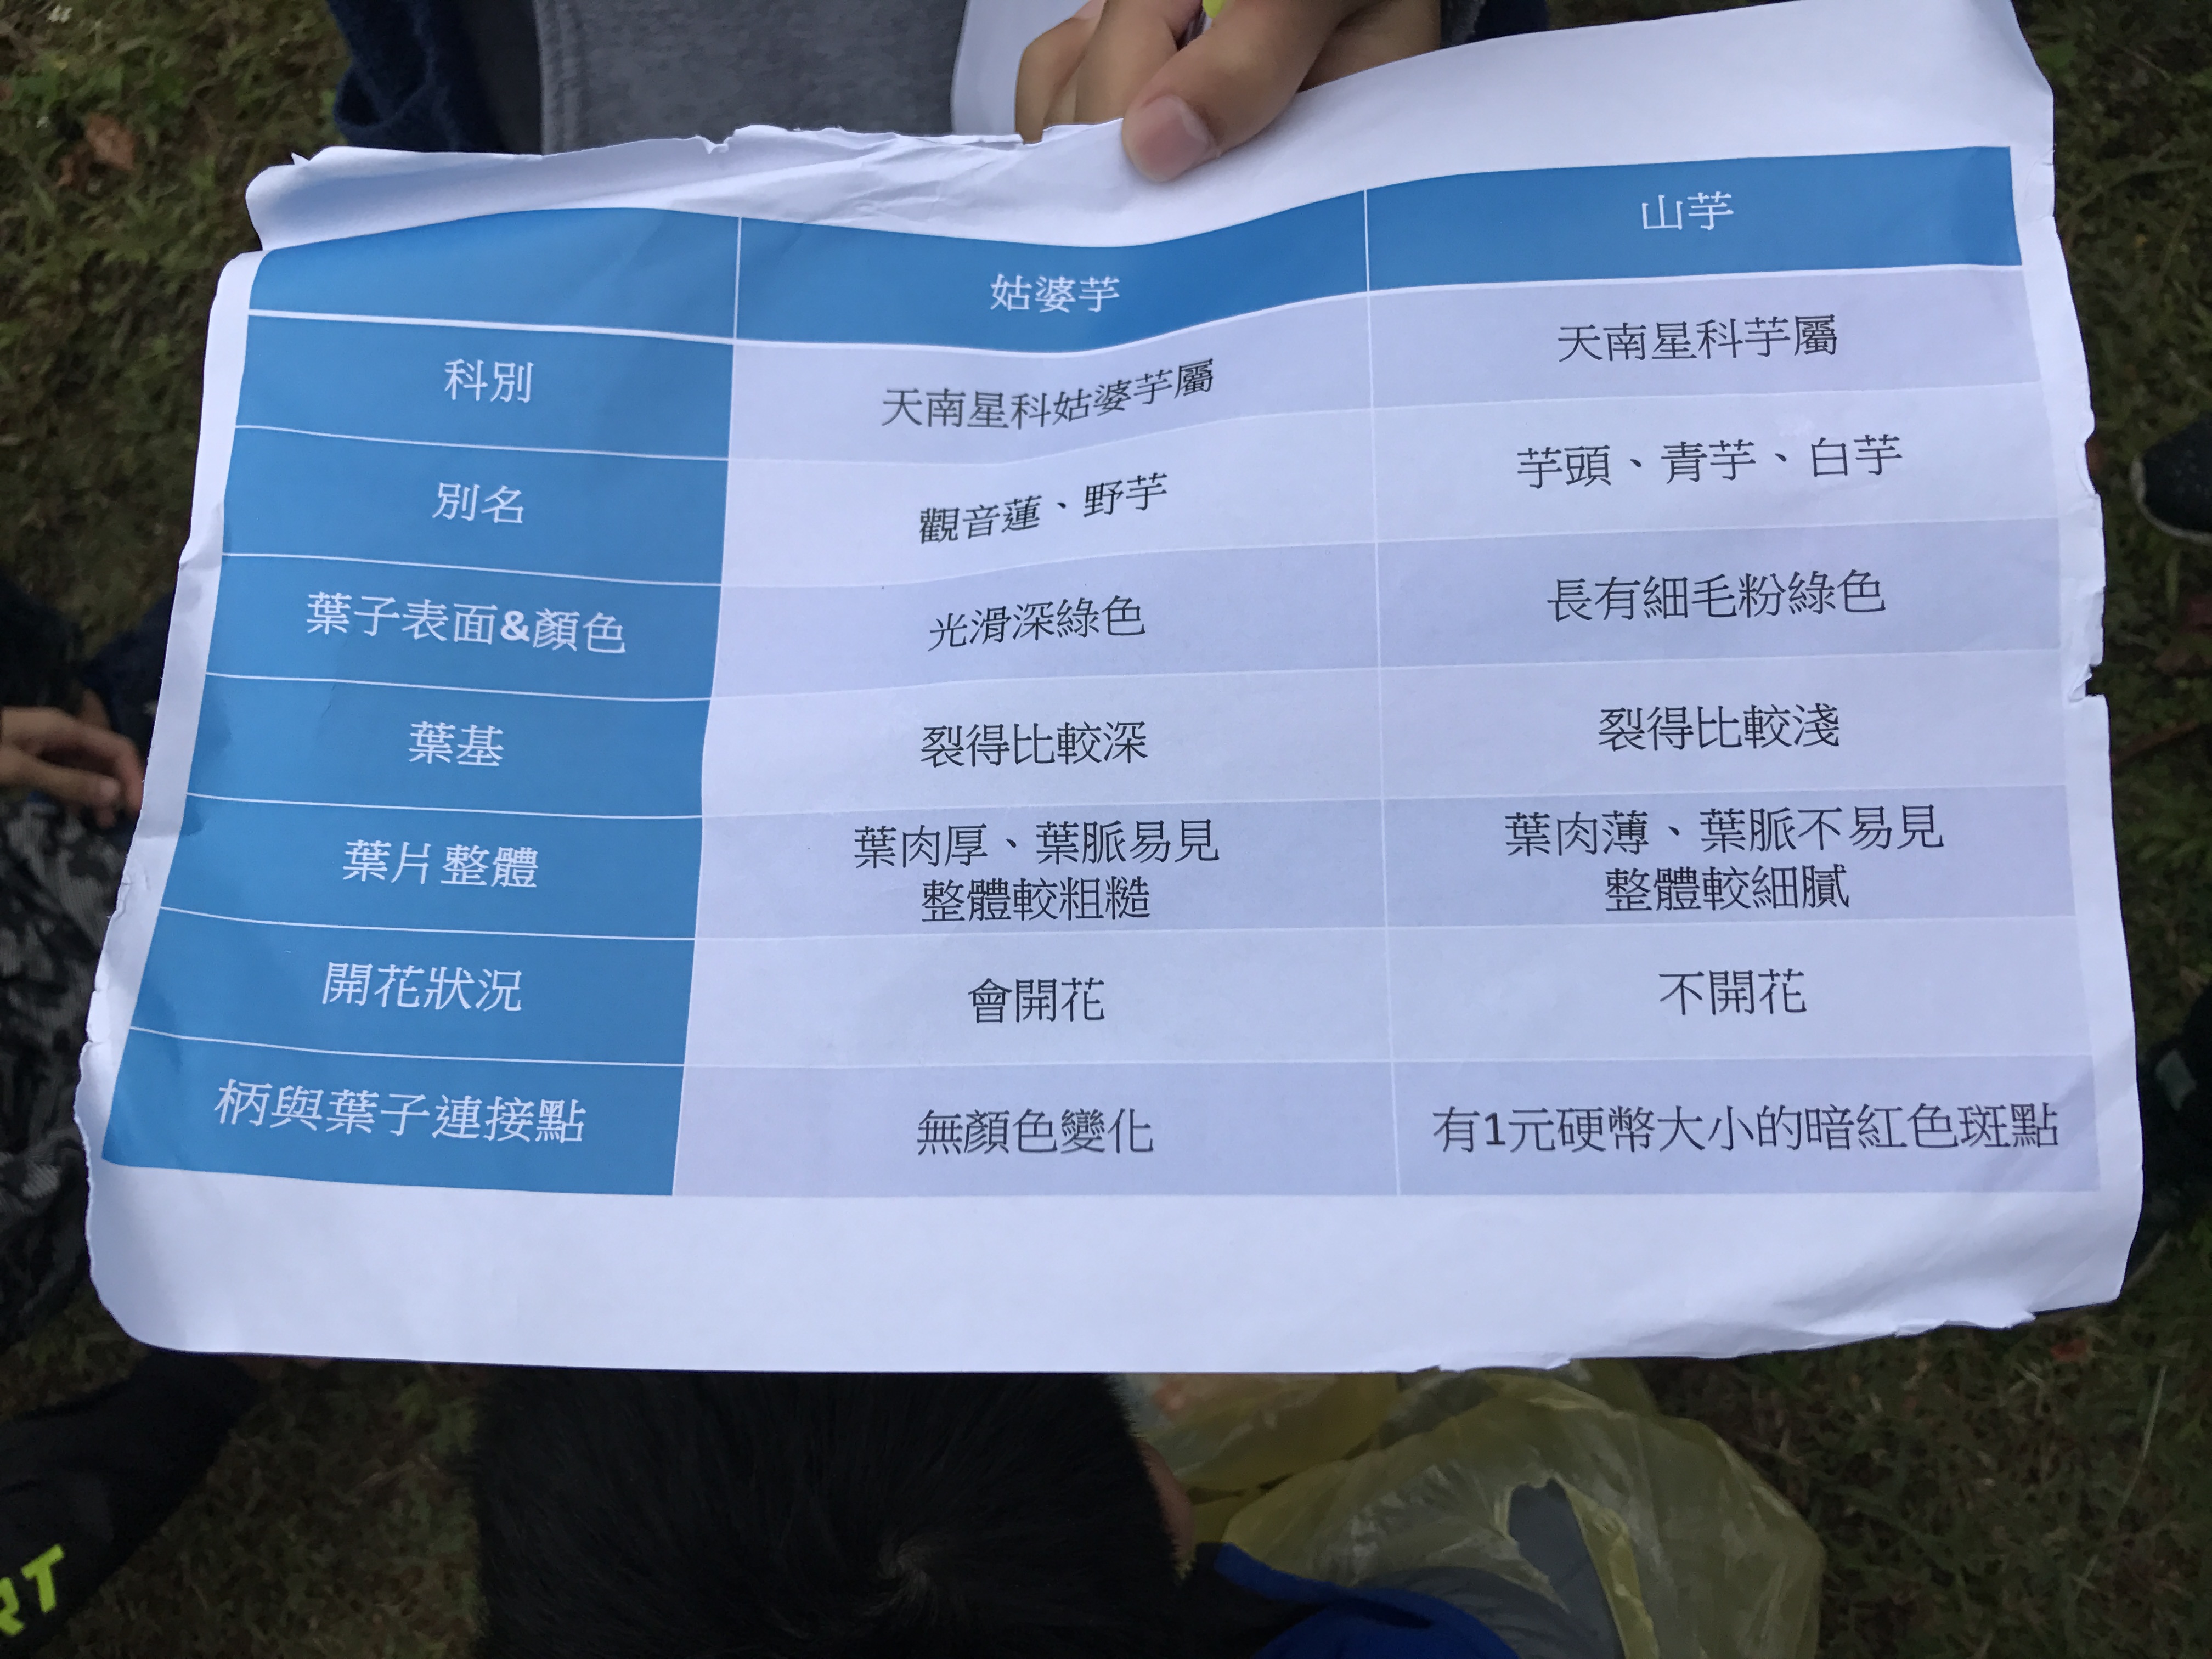 姑婆芋 山芋
科別 天南星科姑婆芋屬 天南星科芋屬
別名 觀音蓮、野芋 芋頭、青芋、白芋
葉子表面&顏色 光滑深綠色 長有細毛粉綠色
葉基 裂得比較深 裂得比較淺
葉片整體 葉肉厚、葉脈易見 葉肉薄、葉脈不易見
整體較粗糙 整體較細膩
開花狀況 會開花 不開花
柄與葉子連接點 無顏色變化 有1元硬幣大小的暗紅色斑點